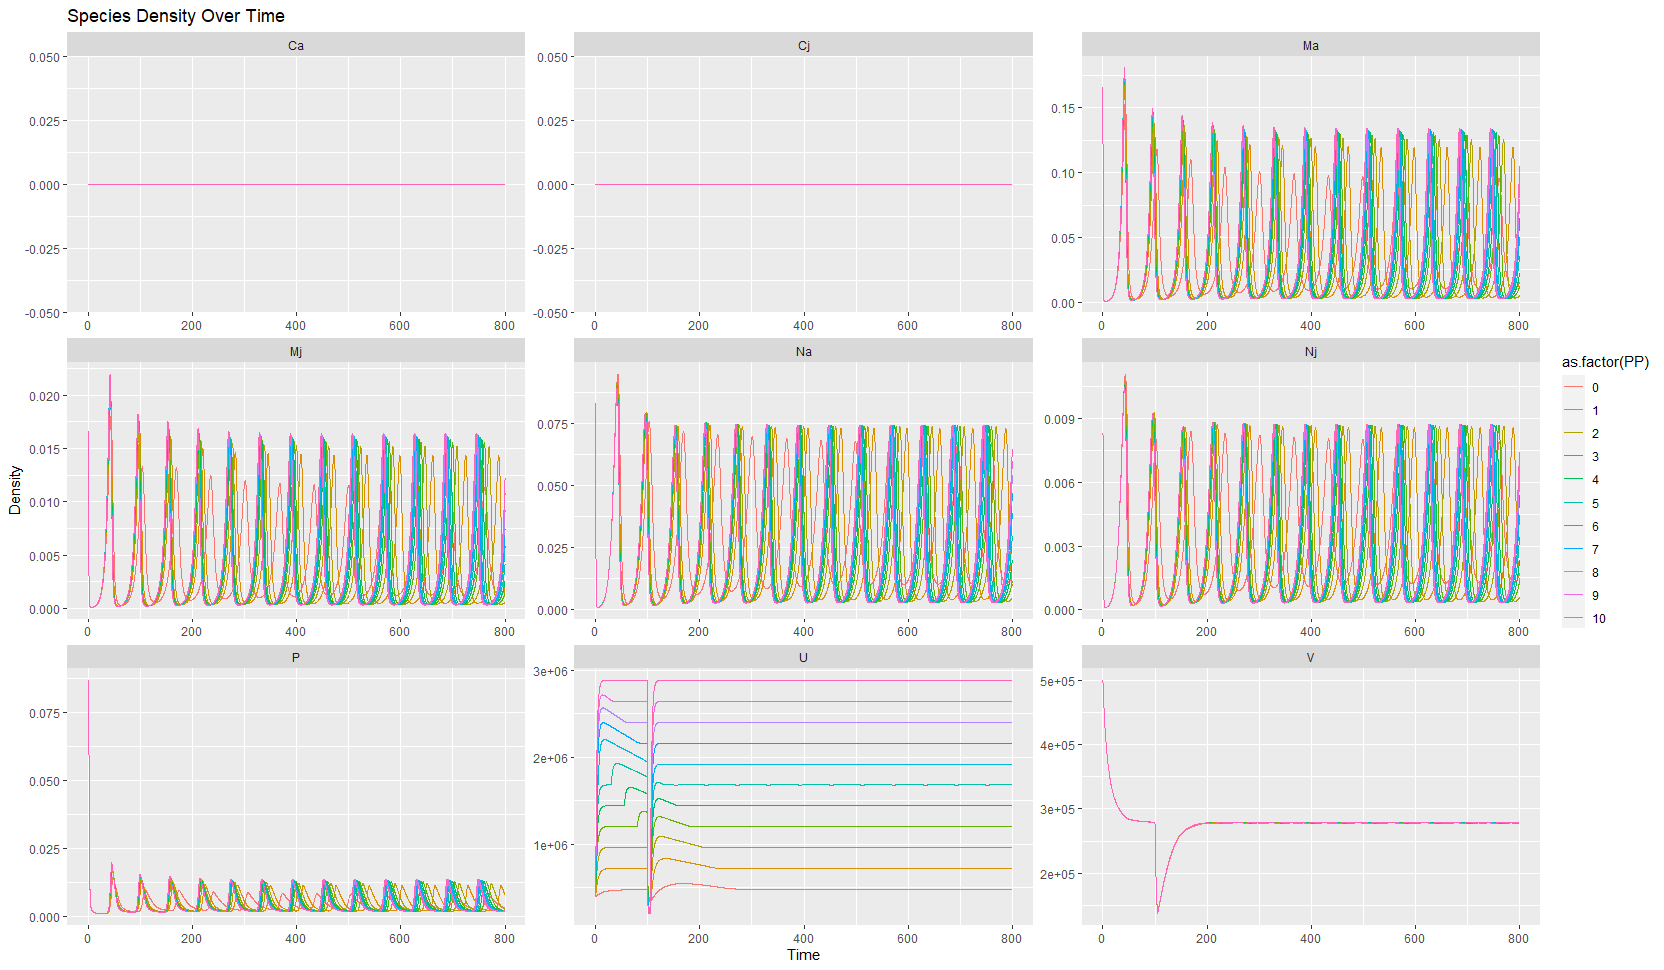 Species Density Over Time
Ca
Cj
Ma
0.050
0.025
0.000
-0.025
-0.050
0.050
0.025
0.000
-0.025
-0.050
0.15
0.10
0.05
0.00
0 200 400 600 800
0 200 400 600 800
0 200 400 600 800
Mj
Na
Nj
0.020
0.015
0.010
0.005
0.000
0.075
0.050
0.025
0.000
0.009
0.006
0.003
0.000
0 200 400 600 800
0 200 400 600 800
0 200 400 600 800
P
U
V
0.075
0.050
0.025
0.000
3e+06
2e+06
1e+06
5e+05
4e+05
3e+05
2e+05
0 200 400 600 800
0 200 400 600 800
0 200 400 600 800
Density
Time
as.factor(PP)
0
1
2
3
4
5
6
7
8
9
10